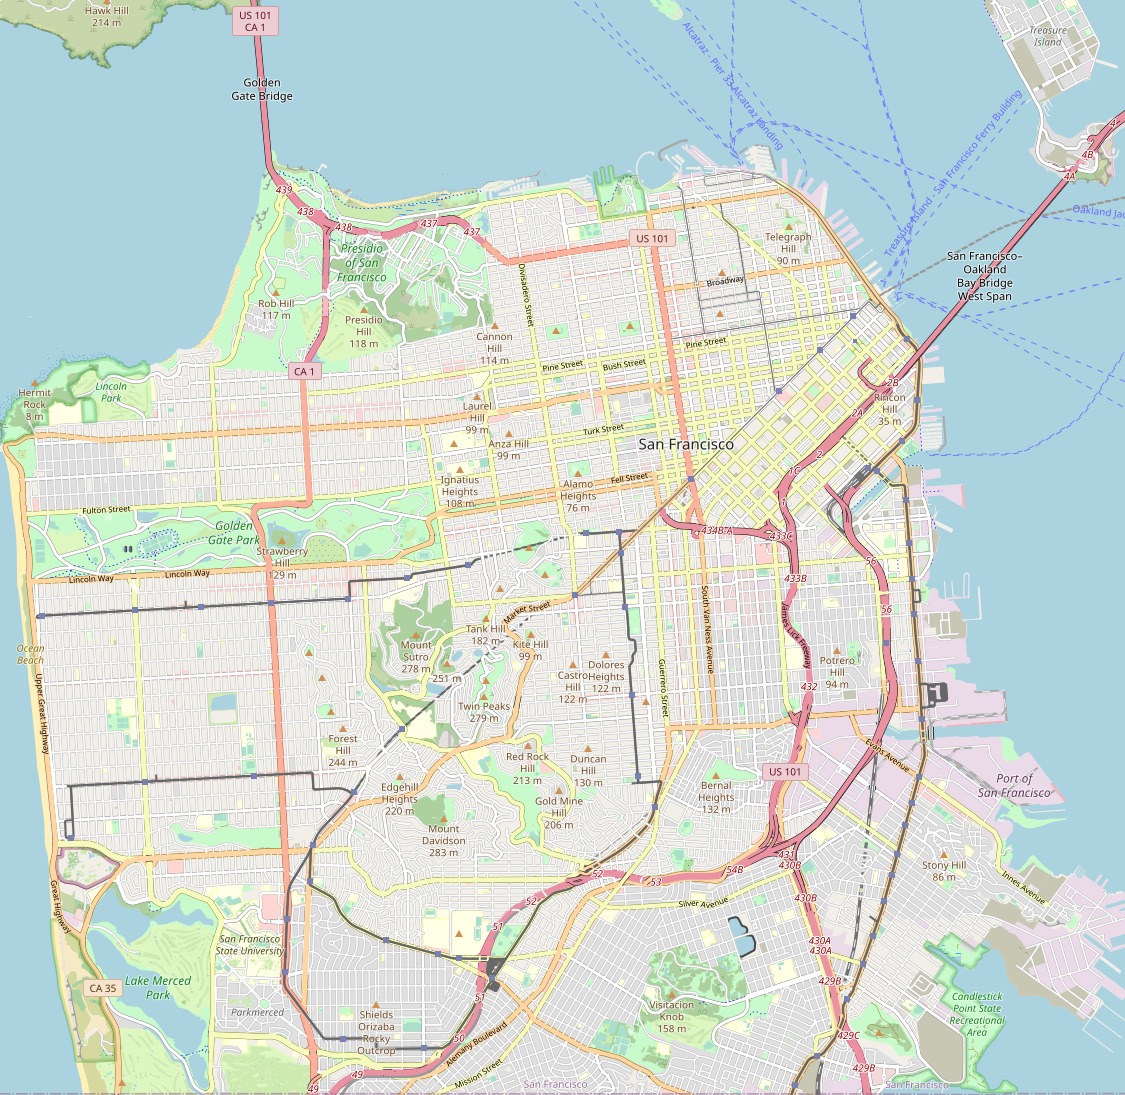 Hawk Hill
214 m
US 101
CA 1
Treasure
Island
Golden
Gate Bridge
Alcatraz - Pier 33 Alcatraz Landing
Treasure Island - San Francisco Ferry Building
4
4B
4A
Oakland Jac
439
438
438
437
437
US 101
Presidio
of San
Francisco
Telegraph
Hill
90 m
San Francisco–
Oakland
Bay Bridge
West Span
Divisadero Street
Broadway
Rob Hill
117 m
Presidio
Hill
118 m
Cannon
Hill
114 m
Pine Street
Pine Street
Bush Street
CA 1
Lincoln
Park
Hermit
Rock
8 m
2B
Rincon
Hill
35 m
2A
Laurel
Hill
99 m
Anza Hill
99 m
Turk Street
San Francisco
2
1C
Ignatius
Heights
108 m
Alamo
Heights
76 m
Fell Street
Fulton Street
Golden
Gate Park
Strawberry
Hill
129 m
434B;A
433C
56
Lincoln Way
Lincoln Way
433B
56
Market Street
South Van Ness Avenue
James Lick Freeway
Tank Hill
182 m
Kite Hill
99 m
Mount
Sutro
278 m
251 m
Ocean
Beach
Castro
Hill
122 m
Dolores
Heights
122 m
Guerrero Street
Potrero
Hill
94 m
432
Upper Great Highway
Twin Peaks
279 m
Forest
Hill
244 m
Red Rock
Hill
213 m
Duncan
Hill
130 m
Evans Avenue
US 101
Port of
San Francisco
Edgehill
Heights
220 m
Bernal
Heights
132 m
Gold Mine
Hill
206 m
Mount
Davidson
283 m
431
430B
Stony Hill
86 m
Innes Avenue
52
53
54B
Great Highway
52
Silver Avenue
430B
51
San Francisco
State University
430A
430A
Lake Merced
Park
CA 35
429B
51
Parkmerced
Visitacion
Knob
158 m
Candlestick
Point State
Recreational
Area
Shields
Orizaba
Rocky
Outcrop
50
Alemany Boulevard
429C
49
49
Mission Street
429B
San Francisco
San Francisco